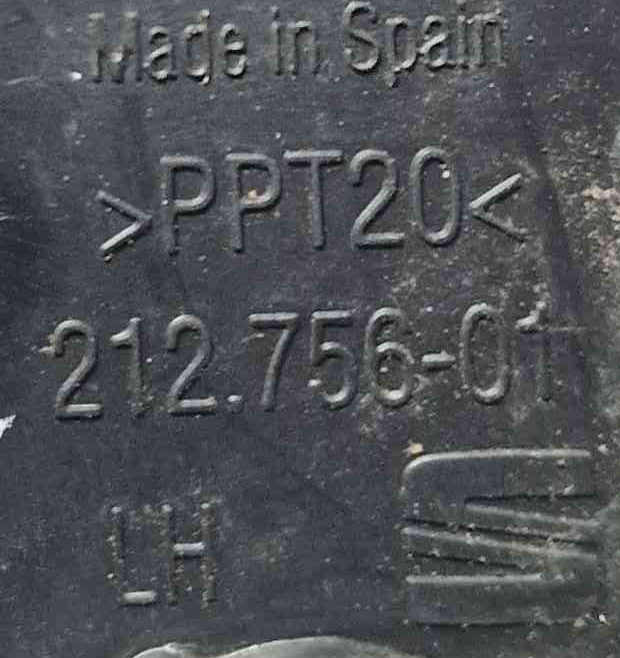 Made in Spain
>PPT20<
212.756-01
LH